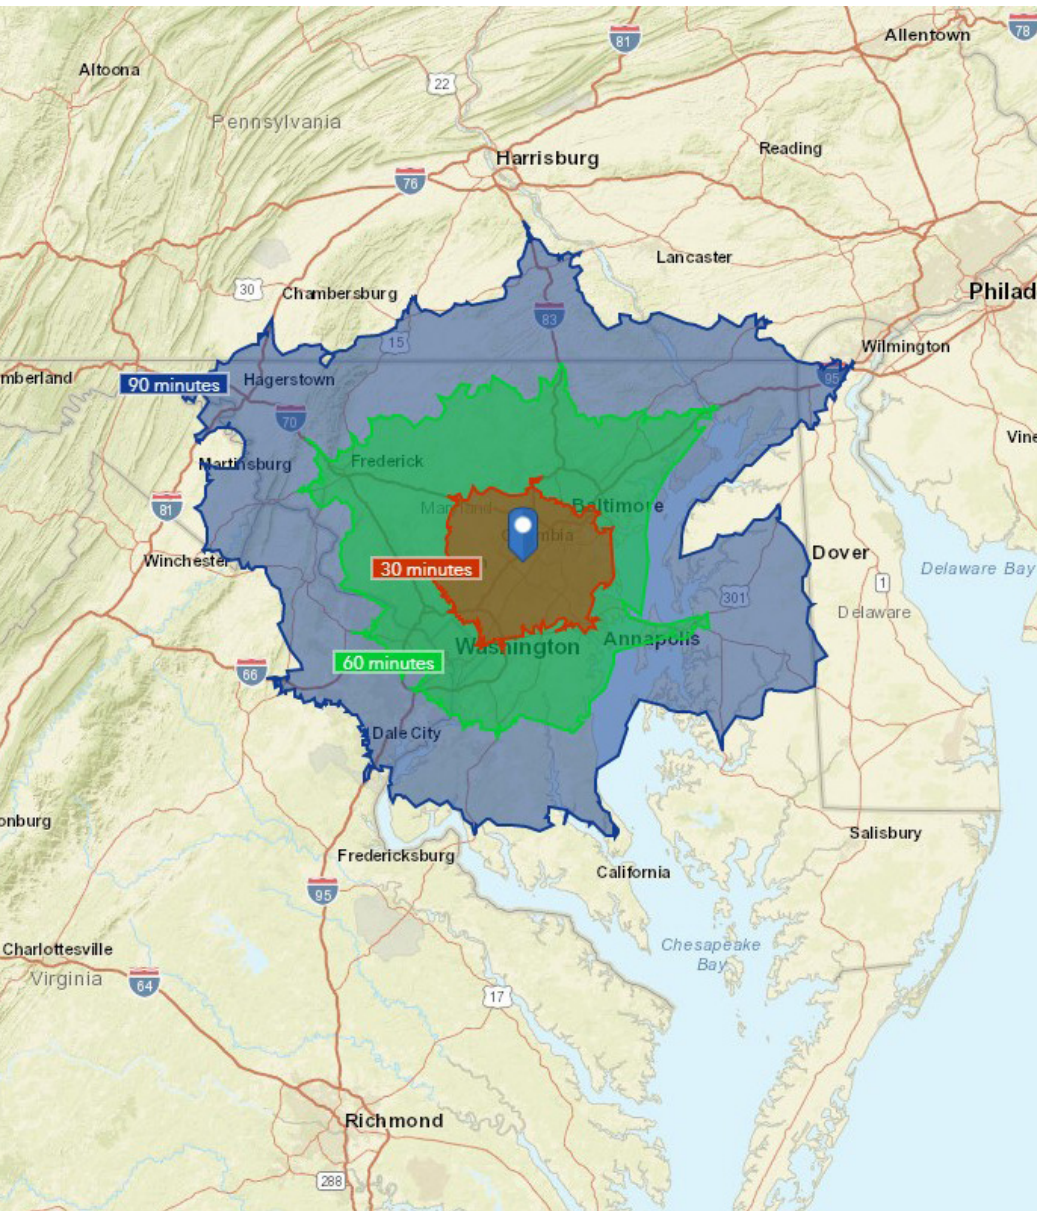 78
Allentown
81
Altoona
22
Pennsylvania
Reading
Harrisburg
76
Lancaster
30
Chambersburg
Philad
83
15
Wilmington
mberland
90 minutes
Hagerstown
95
70
Vine
Frederick
Martinsburg
81
Maryland
Baltimore
Columbia
Winchester
Dover
Delaware Bay
30 minutes
1
301
Delaware
Annapolis
Washington
60 minutes
66
Dale City
onburg
Salisbury
Fredericksburg
California
95
Charlottesville
Chesapeake
Bay
Virginia
64
17
Richmond
288